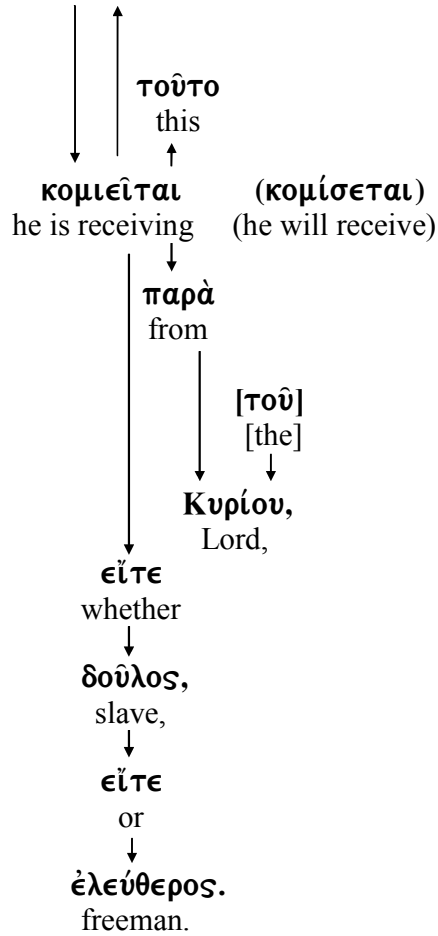 τοῦτο
this
κομιεῖται (κομίσεται)
he is receiving (he will receive)
παρὰ
from
[τοῦ]
[the]
Κυρίου,
Lord,
εἴτε
whether
δοῦλος,
slave,
εἴτε
or
ἐλεύθερος.
freeman.